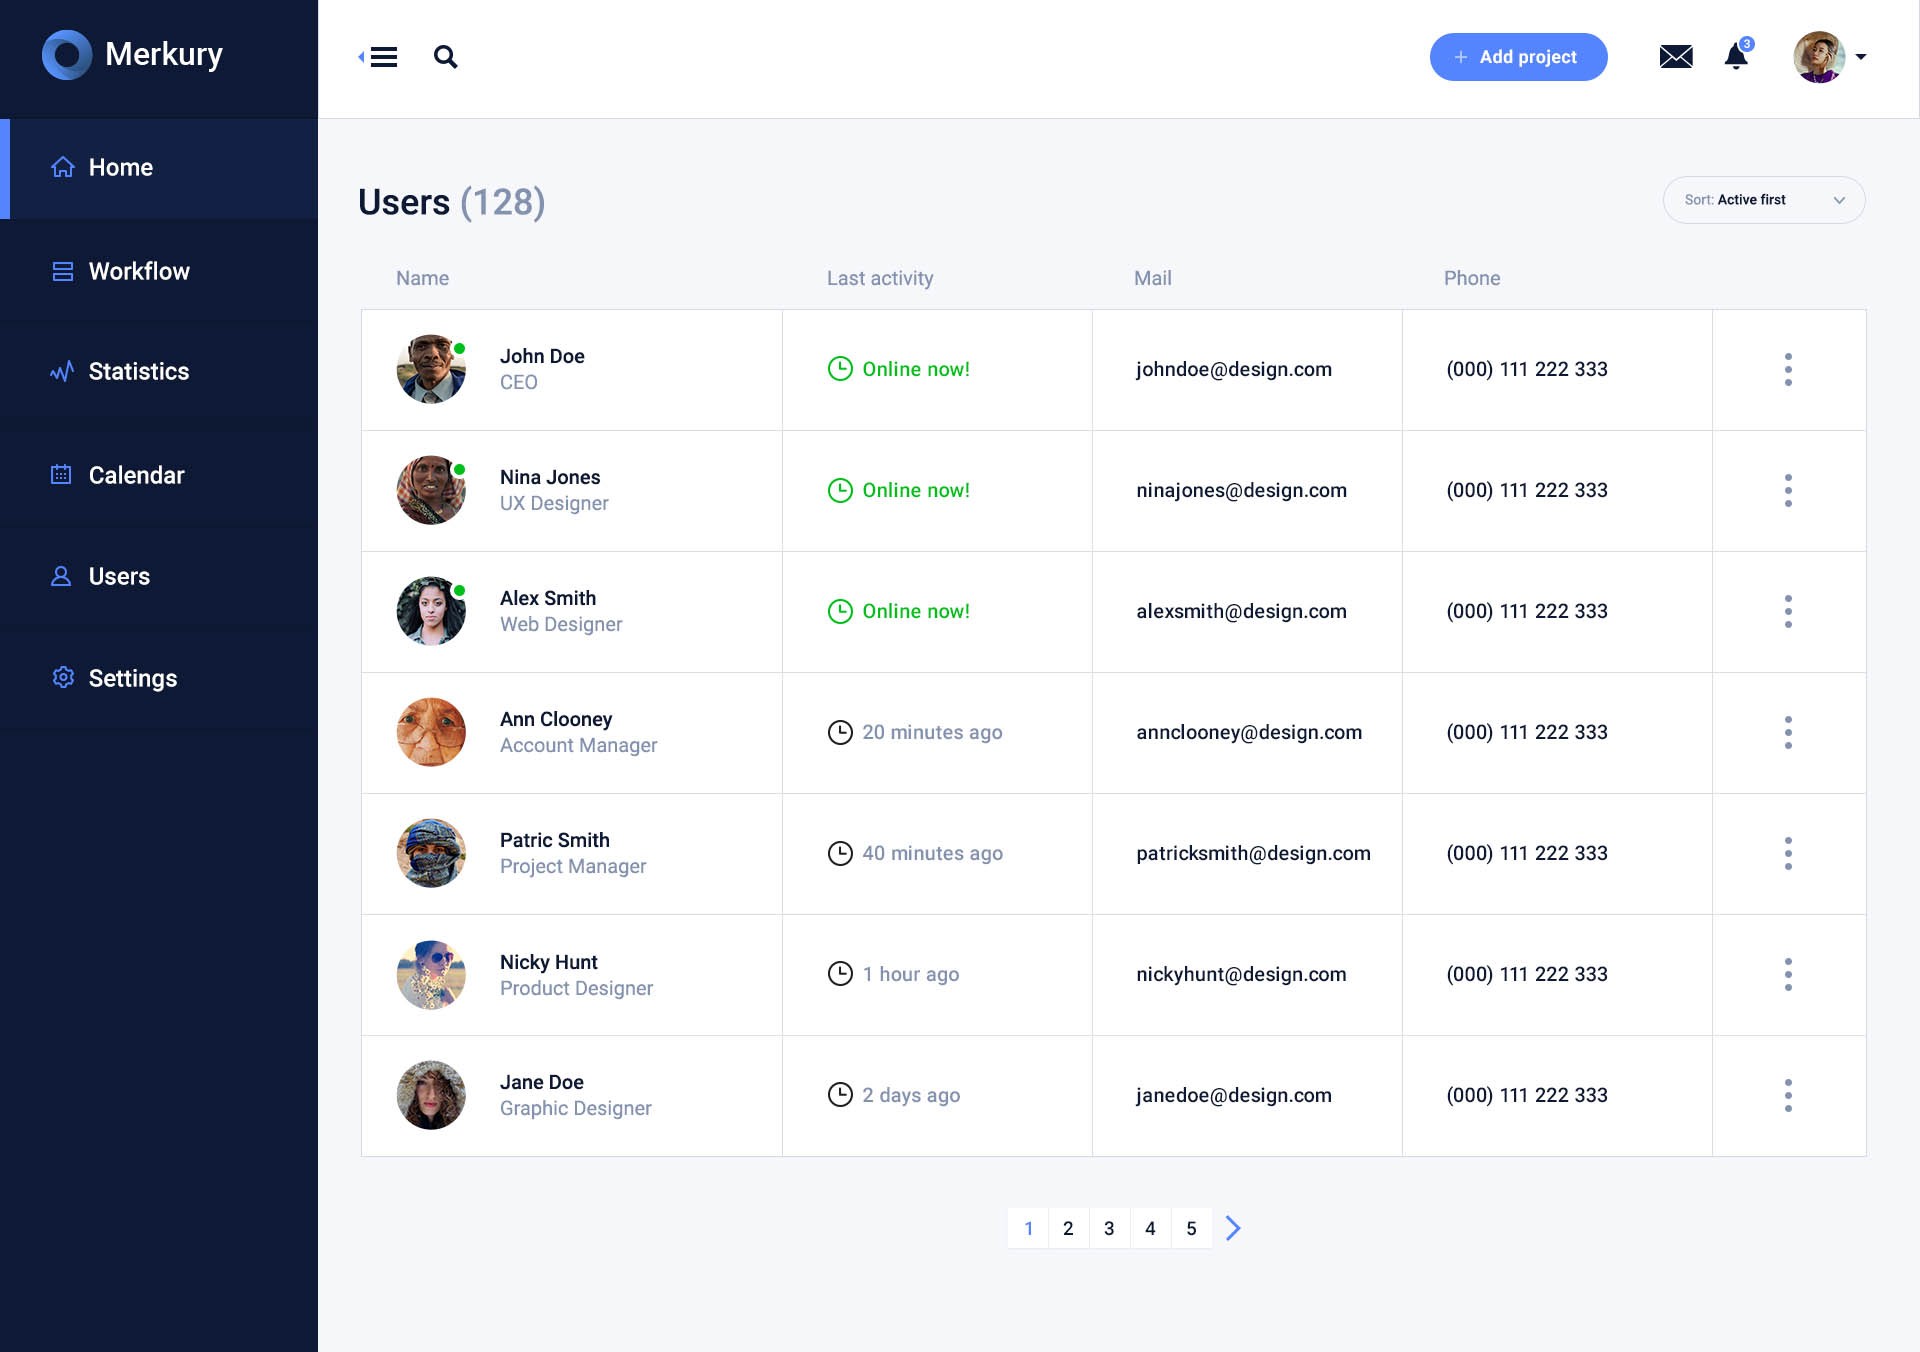 Merkury
+ Add project
3
Home
Workflow
Statistics
Calendar
Users
Settings
Users (128)
Sort: Active first
Name Last activity Mail Phone
John Doe
CEO
Online now!
johndoe@design.com
(000) 111 222 333
Nina Jones
UX Designer
Online now!
ninajones@design.com
(000) 111 222 333
Alex Smith
Web Designer
Online now!
alexsmith@design.com
(000) 111 222 333
Ann Clooney
Account Manager
20 minutes ago
annclooney@design.com
(000) 111 222 333
Patric Smith
Project Manager
40 minutes ago
patricksmith@design.com
(000) 111 222 333
Nicky Hunt
Product Designer
1 hour ago
nickyhunt@design.com
(000) 111 222 333
Jane Doe
Graphic Designer
2 days ago
janedoe@design.com
(000) 111 222 333
1 2 3 4 5